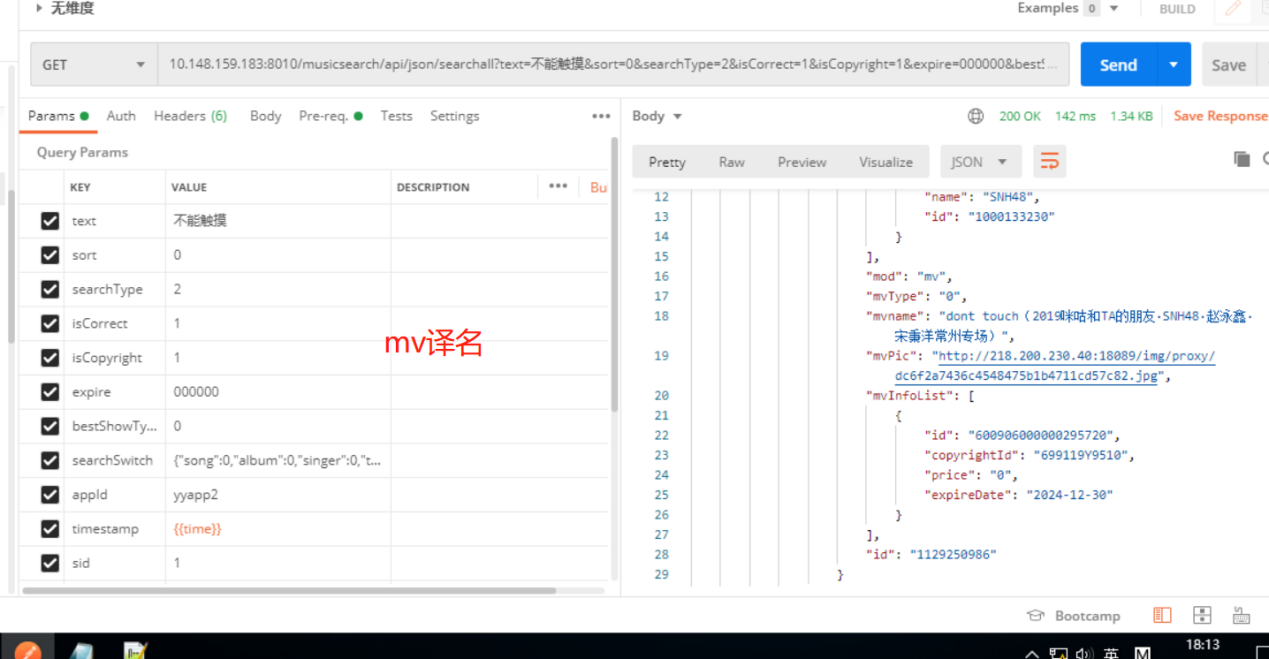 无维度
Examples 0
BUILD
GET
10.148.159.183:8010/musicsearch/api/json/searchall?text=不能触摸&sort=0&searchType=2&isCorrect=1&isCopyright=1&expire=000000&best!...
Send
Save
Params
Auth
Headers (6)
Body
Pre-req.
Tests
Settings
Query Params
KEY VALUE DESCRIPTION ••• Bu
text 不能触摸
sort 0
searchType 2
isCorrect 1
isCopyright 1
expire 000000
bestShowTy... 0
searchSwitch {"song":0,"album":0,"singer":0,"t...
appId yyapp2
timestamp {{time}}
sid 1
mv译名
Body
200 OK 142 ms 1.34 KB Save Response
Pretty Raw Preview Visualize JSON
12 "name": "SNH48",
13 "id": "1000133230"
14 }
15 ],
16 "mod": "mv",
17 "mvType": "0",
18 "mvname": "dont touch（2019咪咕和TA的朋友·SNH48·赵泳鑫·
宋秉洋常州专场）",
19 "mvPic": "http://218.200.230.40:18089/img/proxy/
dc6f2a7436c4548475b1b4711cd57c82.jpg",
20 "mvInfoList": [
21 {
22 "id": "600906000000295720",
23 "copyrightId": "699119Y9510",
24 "price": "0",
25 "expireDate": "2024-12-30"
26 }
27 ],
28 "id": "1129250986"
29 }
Bootcamp
英 M 18:13